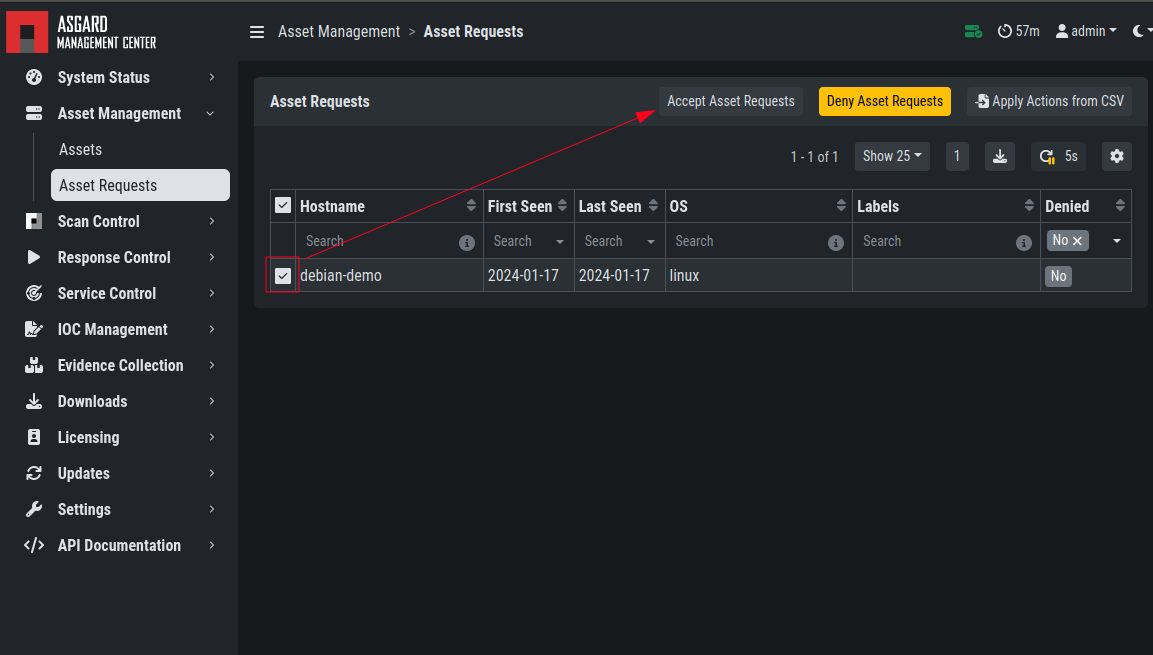 ASGARD
MANAGEMENT CENTER
Asset Management > Asset Requests
57m
admin
System Status
Asset Management
Assets
Asset Requests
Scan Control
Response Control
Service Control
IOC Management
Evidence Collection
Downloads
Licensing
Updates
Settings
API Documentation
Asset Requests
Accept Asset Requests
Deny Asset Requests
Apply Actions from CSV
1 - 1 of 1
Show 25
1
5s
Hostname First Seen Last Seen OS Labels Denied
Search Search Search Search Search No ✕
debian-demo 2024-01-17 2024-01-17 linux No